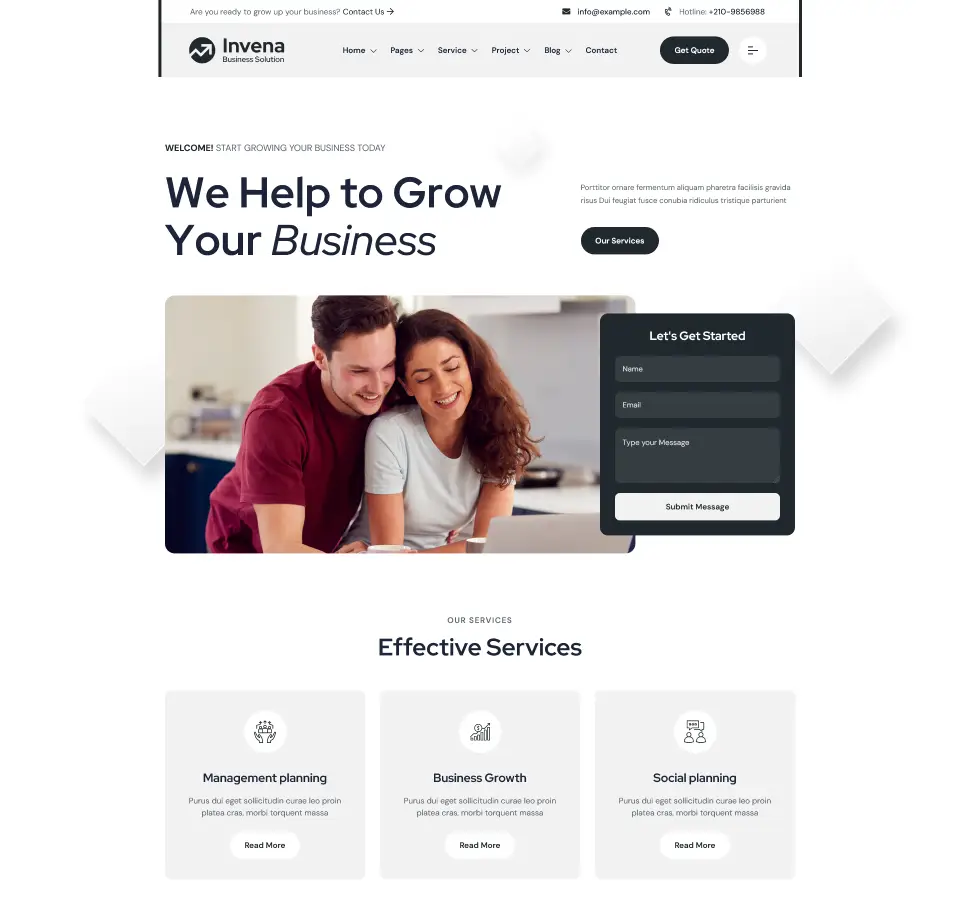 Are you ready to grow up your business? Contact Us →
info@example.com
Hotline: +210-9856988
Invena
Business Solution
Home
Pages
Service
Project
Blog
Contact
Get Quote
WELCOME! START GROWING YOUR BUSINESS TODAY
We Help to Grow
Your Business
Porttitor ornare fermentum aliquam pharetra facilisis gravida
risus Dui feugiat fusce conubia ridiculus tristique parturient
Our Services
Let's Get Started
Name
Email
Type your Message
Submit Message
OUR SERVICES
Effective Services
Management planning
Purus dui eget sollicitudin curae leo proin
platea cras, morbi torquent massa
Read More
Business Growth
Purus dui eget sollicitudin curae leo proin
platea cras, morbi torquent massa
Read More
Social planning
Purus dui eget sollicitudin curae leo proin
platea cras, morbi torquent massa
Read More